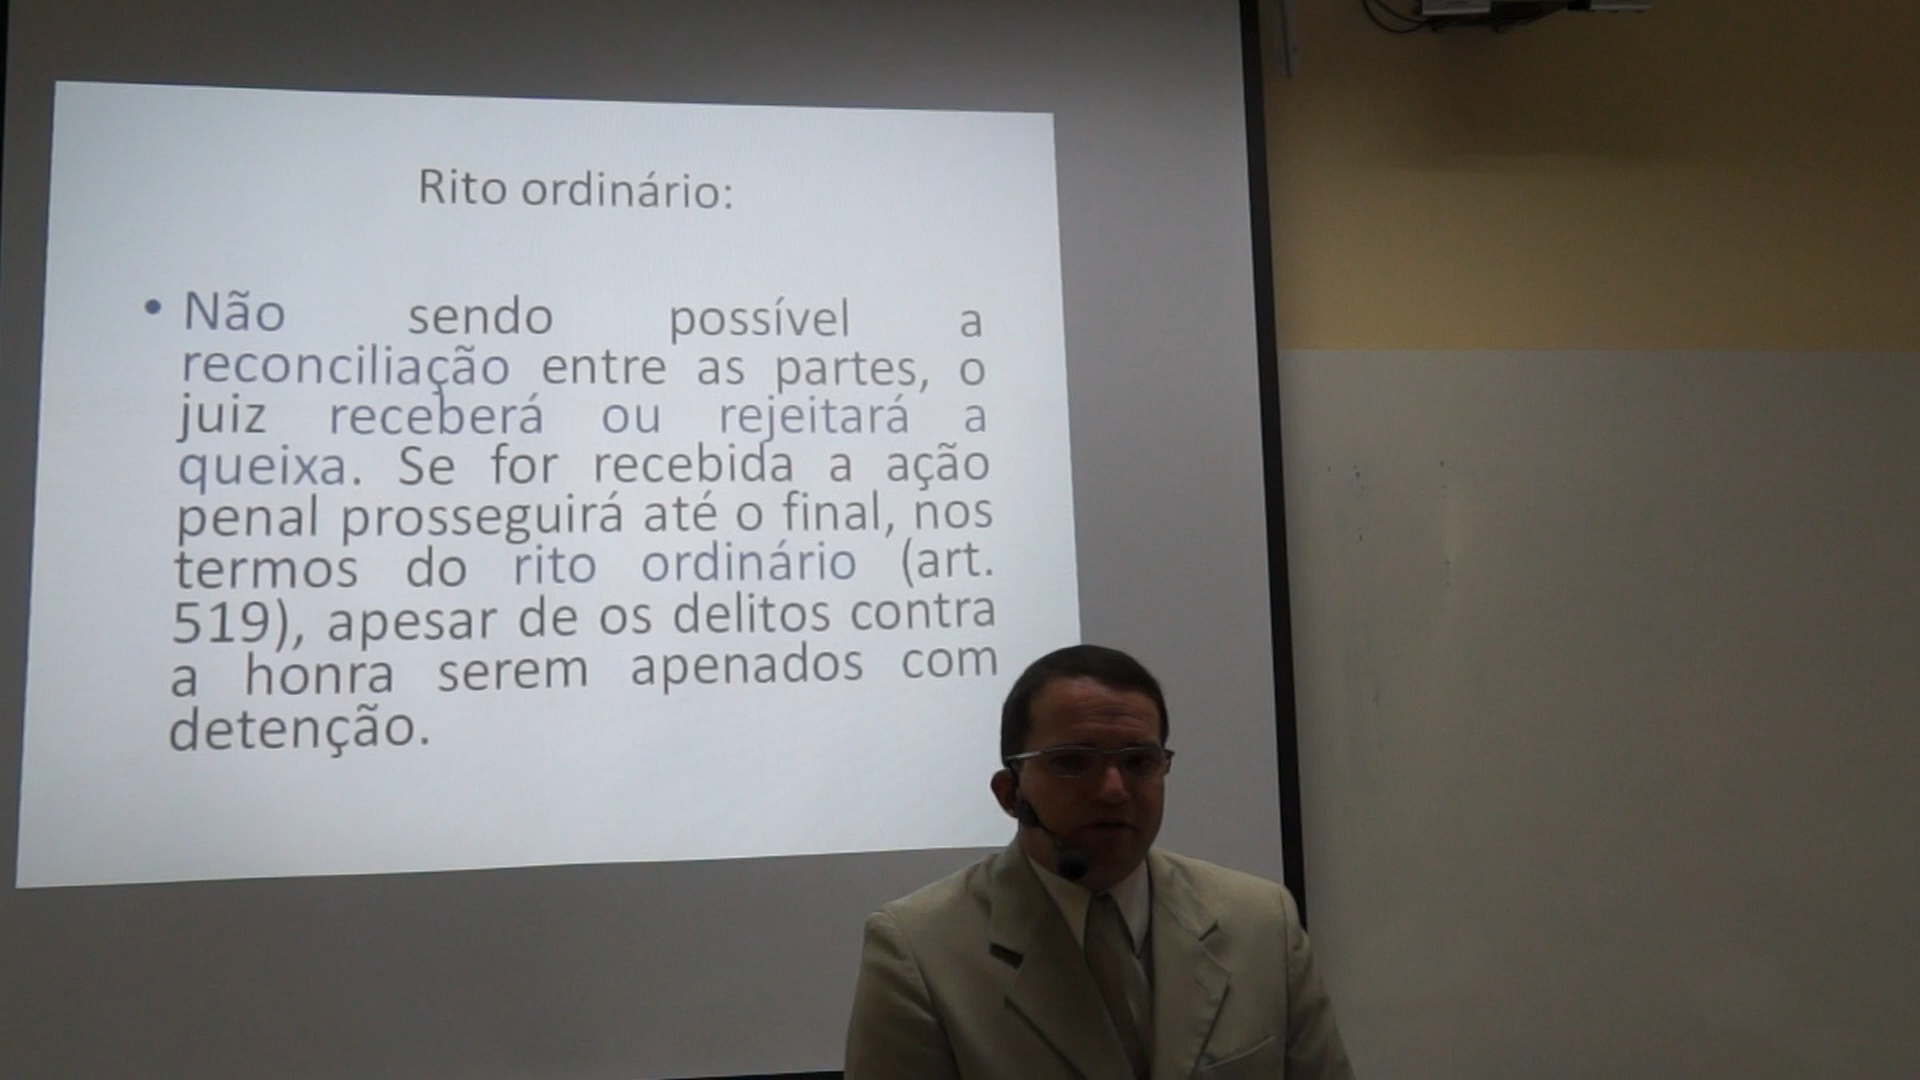 Rito ordinário:
• Não sendo possível a
reconciliação entre as partes, o
juiz receberá ou rejeitará a
queixa. Se for recebida a ação
penal prosseguirá até o final, nos
termos do rito ordinário (art.
519), apesar de os delitos contra
a honra serem apenados com
detenção.